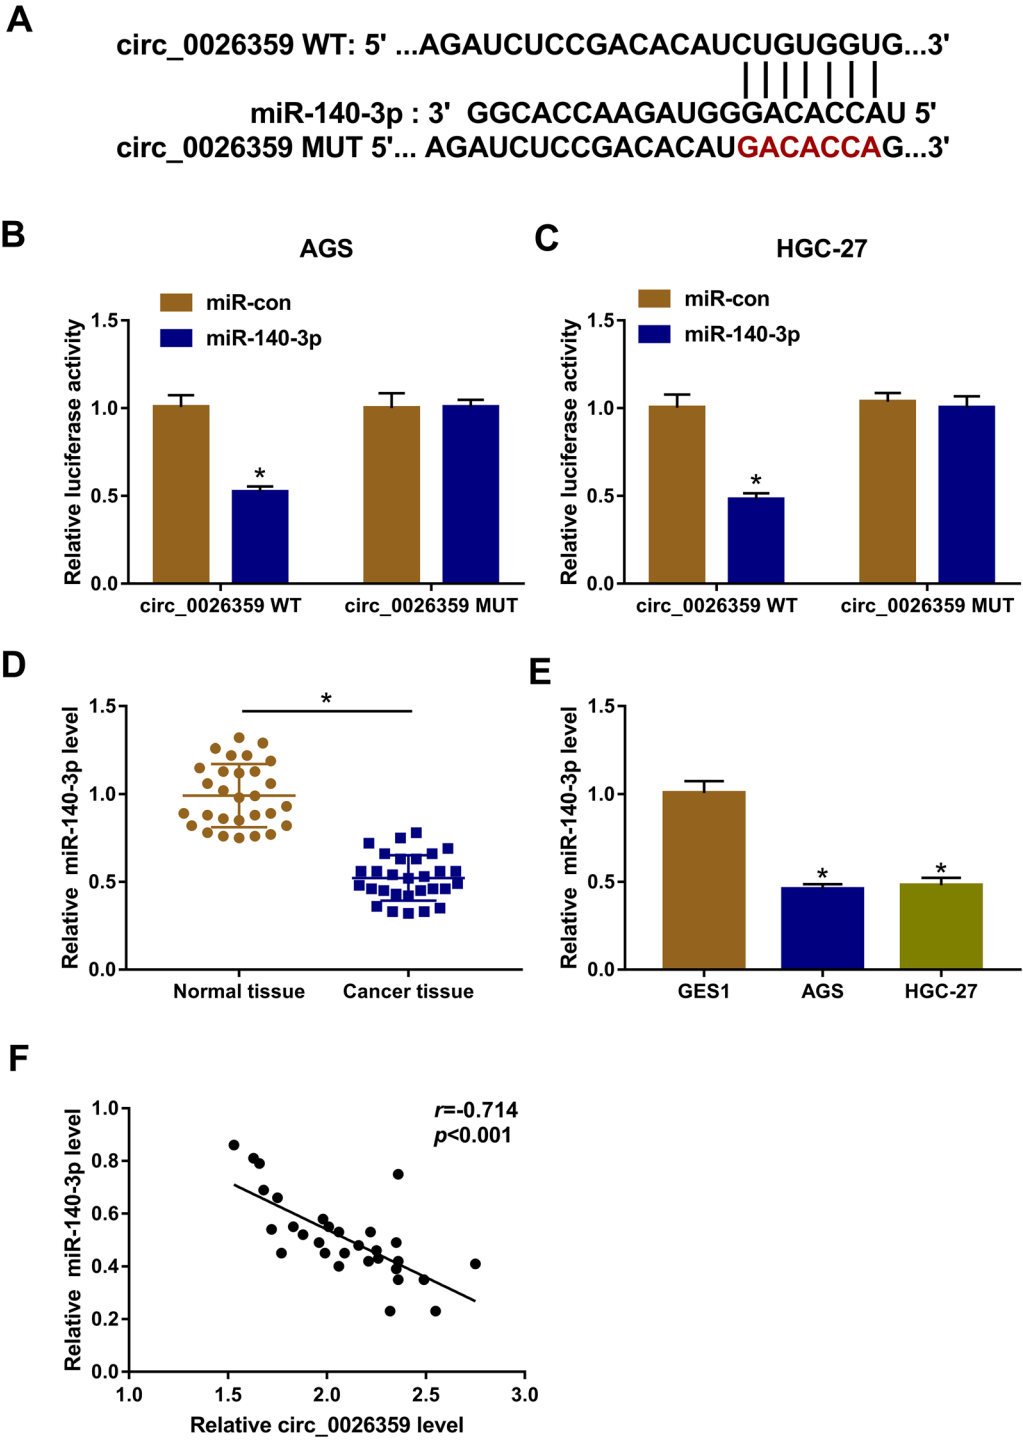 A
circ_0026359 WT: 5' ...AGAUCUCCGACACAUCUGUGGUG...3'
miR-140-3p : 3' GGCACCAAGAUGGGACACCAU 5'
circ_0026359 MUT 5'... AGAUCUCCGACACAUGACACCAG...3'
B
AGS
miR-con
miR-140-3p
Relative luciferase activity
1.5
1.0
0.5
0.0
*
circ_0026359 WT
circ_0026359 MUT
C
HGC-27
miR-con
miR-140-3p
Relative luciferase activity
1.5
1.0
0.5
0.0
*
circ_0026359 WT
circ_0026359 MUT
D
Relative miR-140-3p level
1.5
1.0
0.5
0.0
*
Normal tissue
Cancer tissue
E
Relative miR-140-3p level
1.5
1.0
0.5
0.0
*
*
GES1
AGS
HGC-27
F
Relative miR-140-3p level
1.0
0.8
0.6
0.4
0.2
0.0
r=-0.714
p<0.001
1.0
1.5
2.0
2.5
3.0
Relative circ_0026359 level